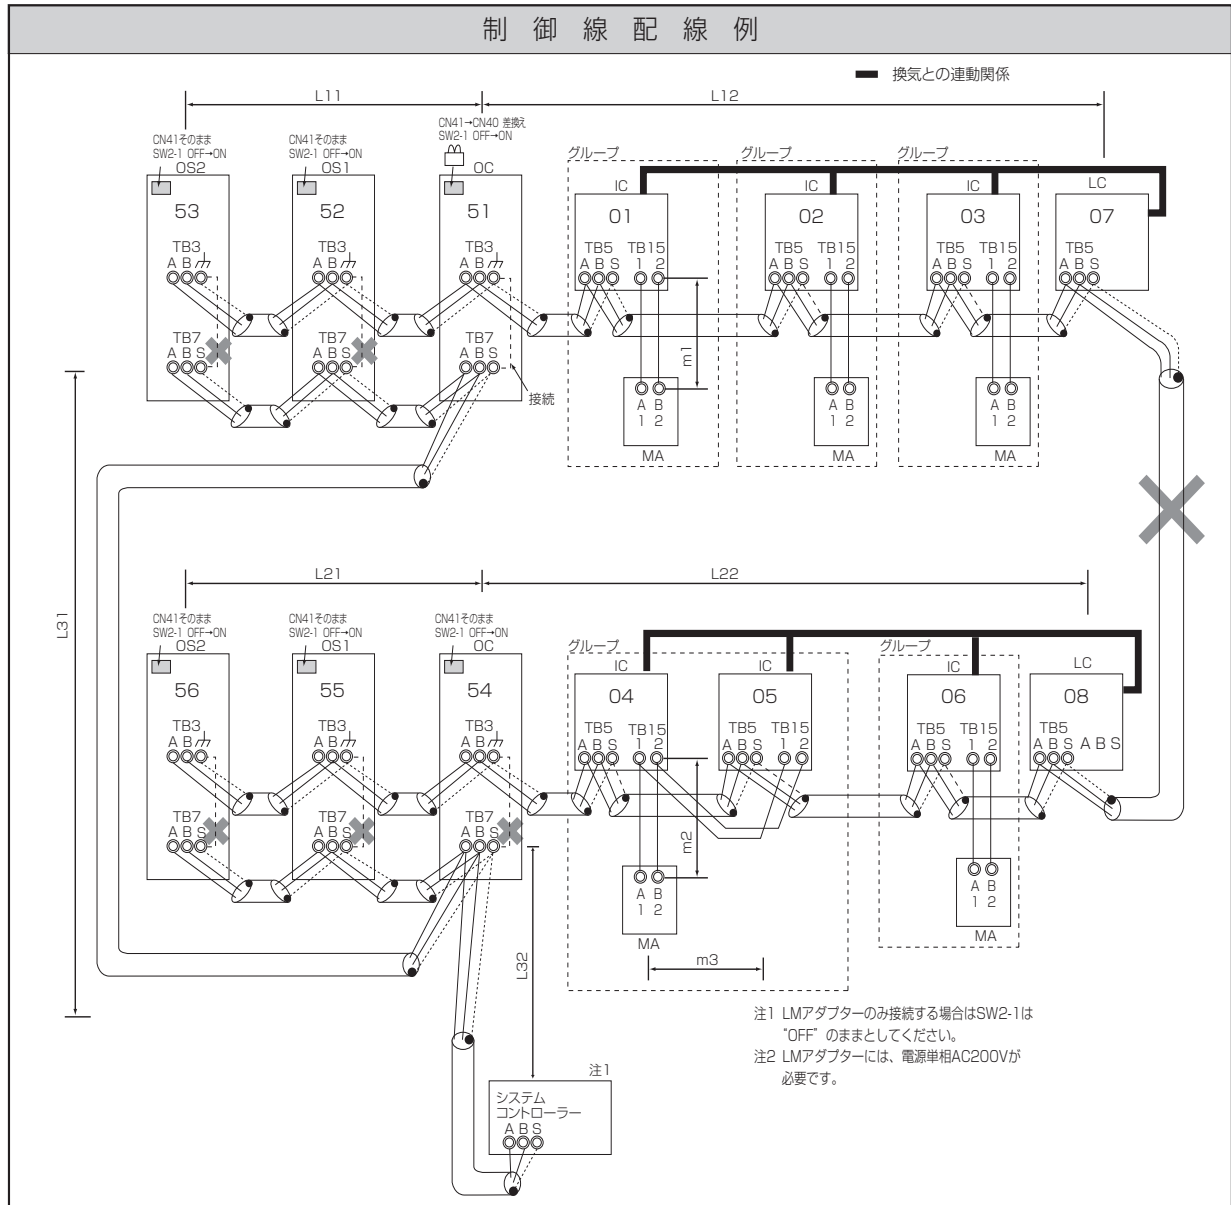 制御線配線例
換気との連動関係
L11
L12
CN41そのまま
SW2-1 OFF→ON
OS2
CN41そのまま
SW2-1 OFF→ON
OS1
CN41→CN40 差換え
SW2-1 OFF→ON
OC
グループ
グループ
グループ
IC
IC
IC
LC
53
52
51
01
02
03
07
TB3
A B
TB3
A B
TB3
A B
TB5
A B S
TB15
1 2
TB5
A B S
TB15
1 2
TB5
A B S
TB15
1 2
TB5
A B S
TB7
A B S
TB7
A B S
TB7
A B S
接続
m1
A B
1 2
MA
A B
1 2
MA
A B
1 2
MA
L31
L21
L22
CN41そのまま
SW2-1 OFF→ON
OS2
CN41そのまま
SW2-1 OFF→ON
OS1
CN41そのまま
SW2-1 OFF→ON
OC
グループ
グループ
IC
IC
IC
LC
56
55
54
04
05
06
08
TB3
A B
TB3
A B
TB3
A B
TB5
A B S
TB15
1 2
TB5
A B S
TB15
1 2
TB5
A B S
TB15
1 2
TB5
A B S
A B S
TB7
A B S
TB7
A B S
TB7
A B S
m2
A B
1 2
MA
A B
1 2
MA
m3
L32
注1 LMアダプターのみ接続する場合はSW2-1は
“OFF”のままとしてください。
注2 LMアダプターには、電源単相AC200Vが
必要です。
注1
システム
コントローラー
A B S